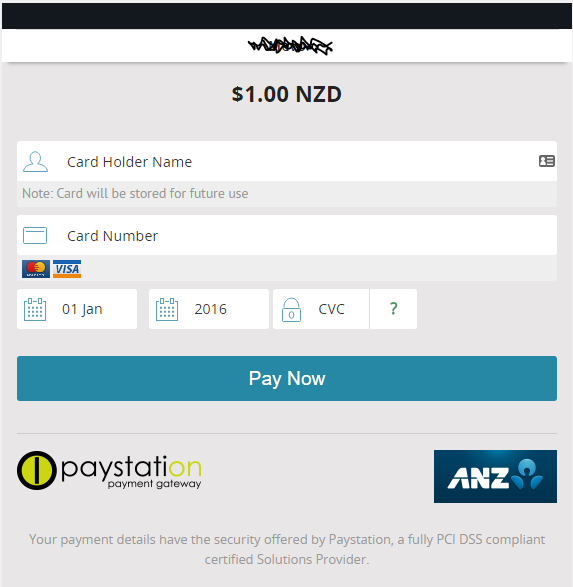 $1.00 NZD
Card Holder Name
Note: Card will be stored for future use
Card Number
VISA
01 Jan
2016
CVC
?
Pay Now
paystation
payment gateway
ANZ
Your payment details have the security offered by Paystation, a fully PCI DSS compliant
certified Solutions Provider.